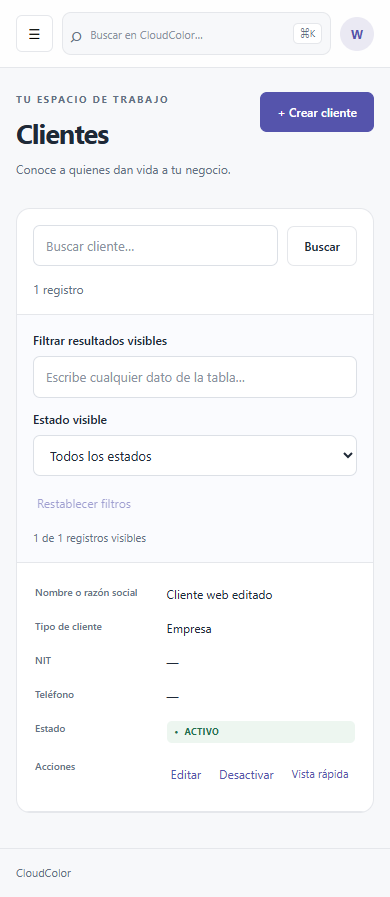 ☰
Buscar en CloudColor...
⌘K
W
TU ESPACIO DE TRABAJO
+ Crear cliente
Clientes
Conoce a quienes dan vida a tu negocio.
Buscar cliente...
Buscar
1 registro
Filtrar resultados visibles
Escribe cualquier dato de la tabla...
Estado visible
Todos los estados
Restablecer filtros
1 de 1 registros visibles
Nombre o razón social Cliente web editado
Tipo de cliente Empresa
NIT —
Teléfono —
Estado • ACTIVO
Acciones Editar Desactivar Vista rápida
CloudColor